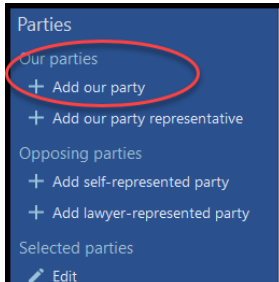 Parties
Our parties
+ Add our party
+ Add our party representative
Opposing parties
+ Add self-represented party
+ Add lawyer-represented party
Selected parties
Edit